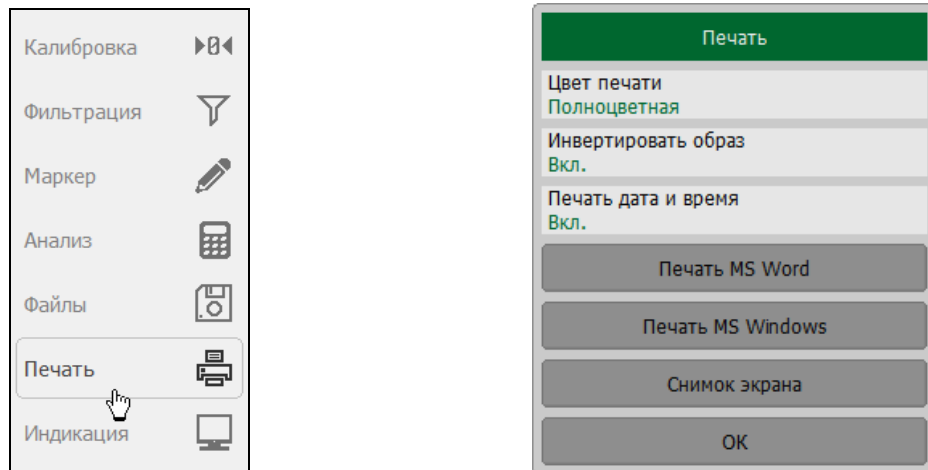 Калибровка
Фильтрация
Маркер
Анализ
Файлы
Печать
Индикация
Печать
Цвет печати
Полноцветная
Инвертировать образ
Вкл.
Печать дата и время
Вкл.
Печать MS Word
Печать MS Windows
Снимок экрана
ОК